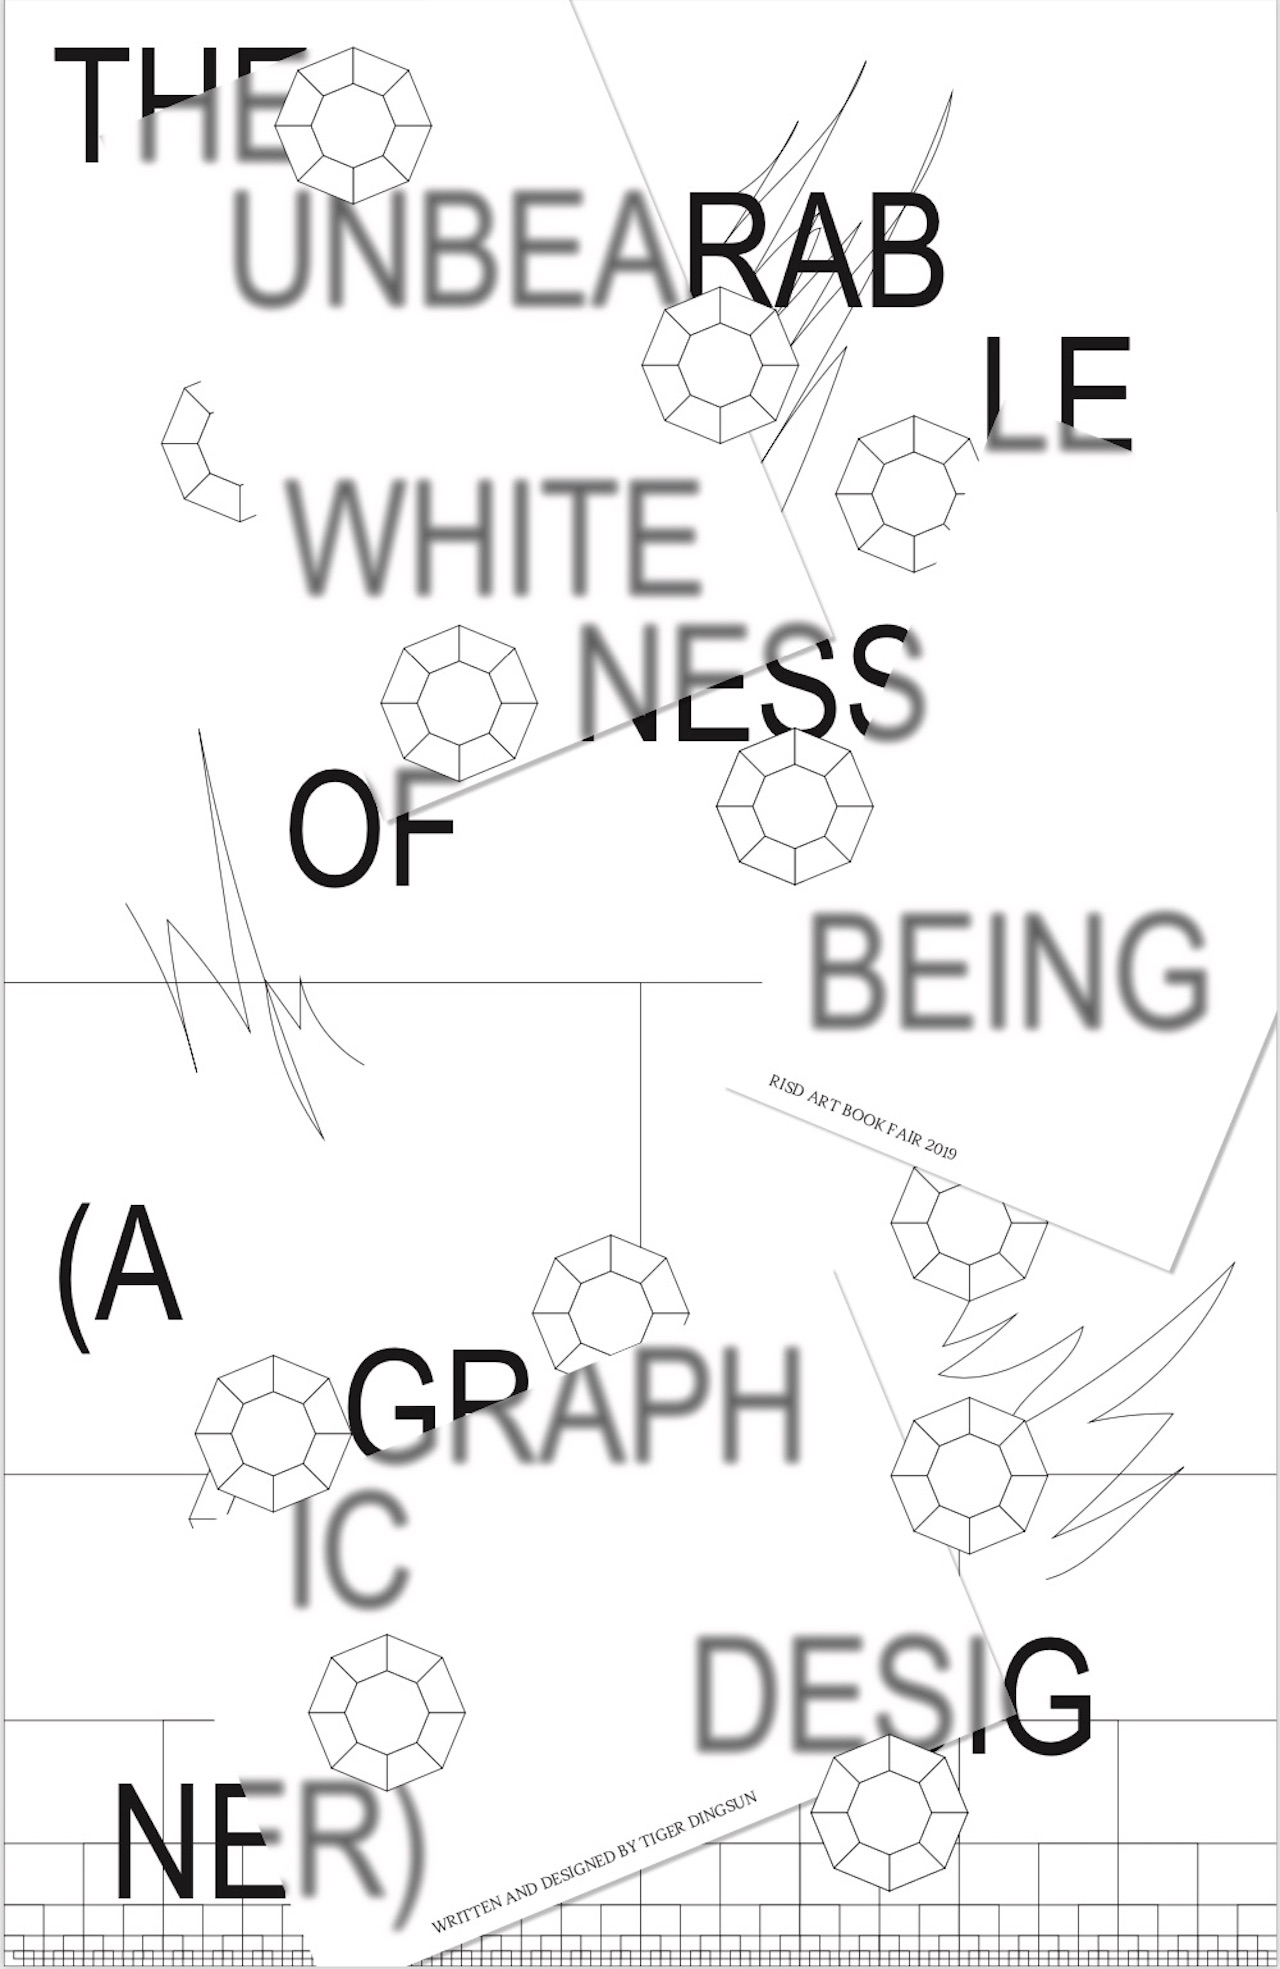 THE
UNBEARAB
LE
WHITE
NESS
OF
BEING
RISD ART BOOK FAIR 2019
(A
GRAPH
IC
DESIG
NER)
WRITTEN AND DESIGNED BY TIGER DINGSUN